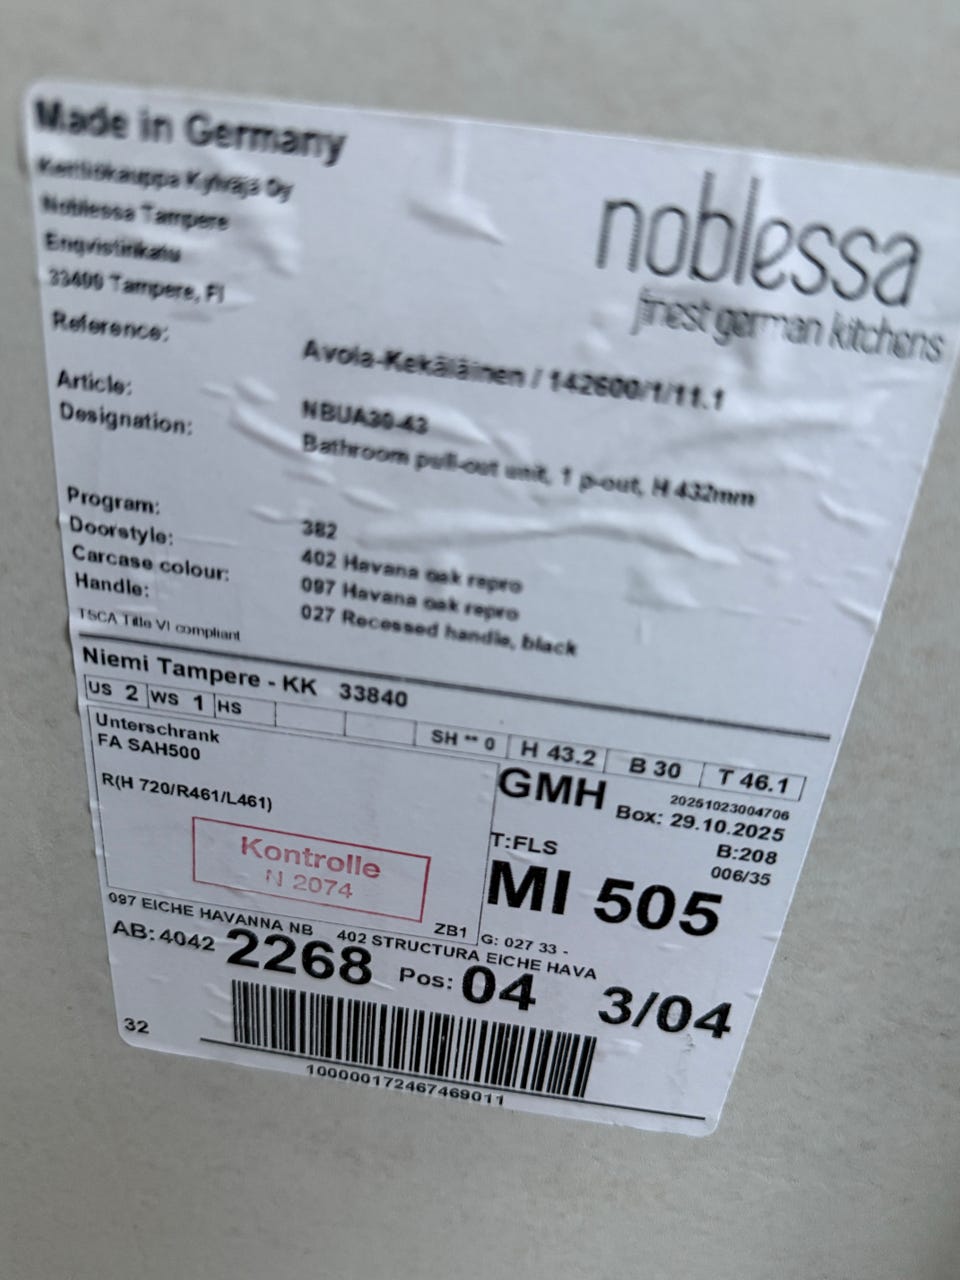 Made in Germany
noblessa
finest german kitchens
Keittiökauppa Kylväjä Oy
Noblessa Tampere
Engvistinkatu
33400 Tampere, FI
Reference: Avoia-Kekäläinen / 142600/1/11.1
Article: NBUA30-43
Designation: Bathroom pull-out unit, 1 p-out, H 432mm
Program: 382
Doorstyle: 402 Havana oak repro
Carcase colour: 097 Havana oak repro
Handle: 027 Recessed handle, black
TSCA Title VI compliant
Niemi Tampere - KK 33840
US 2 WS 1 HS SH ** 0 H 43.2 B 30 T 46.1
Unterschrank
FA SAH500
R(H 720/R461/L461)
GMH
20251023004706
Box: 29.10.2025
T:FLS B:208
006/35
MI 505
Kontrolle
N 2074
ZB1 G: 027 33 -
097 EICHE HAVANNA NB 402 STRUCTURA EICHE HAVA
AB: 4042 2268 Pos: 04 3/04
32
100000172467469011